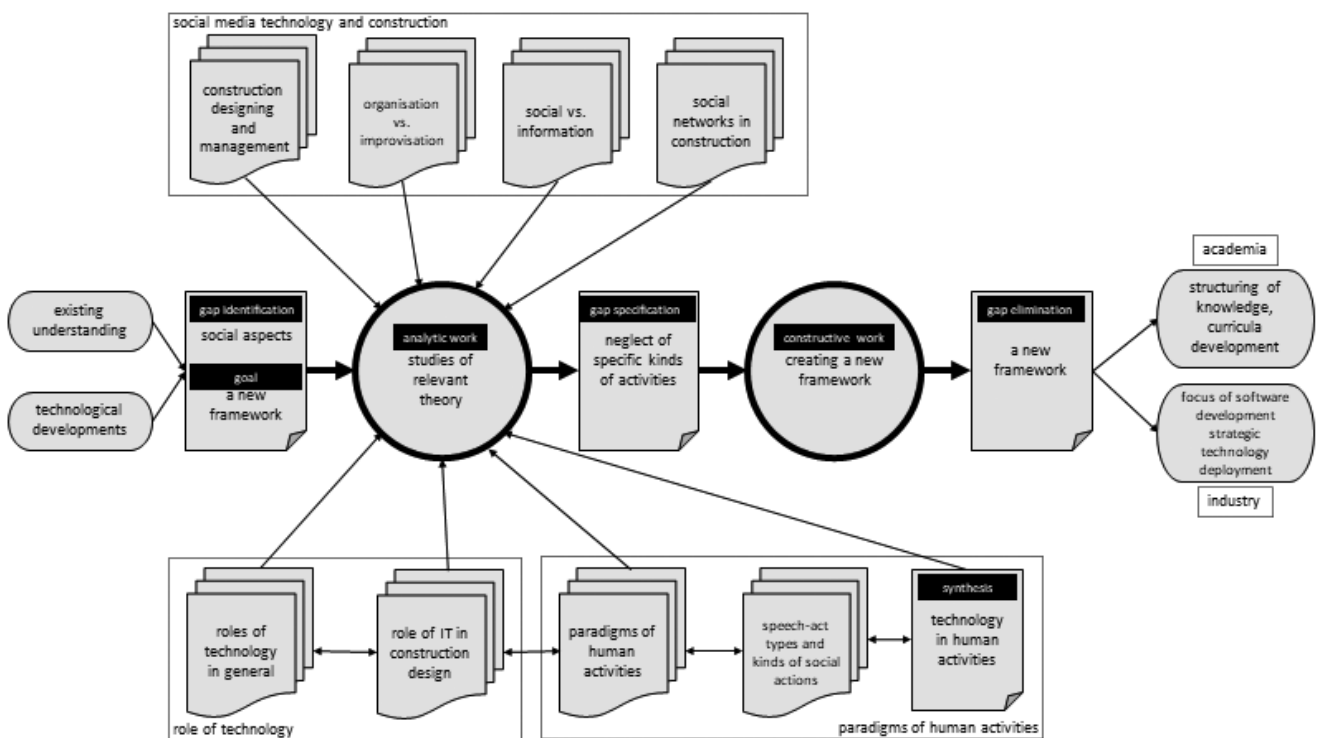 social media technology and construction
construction
designing
and
management
organisation
vs.
improvisation
social vs.
information
social
networks in
construction
existing
understanding
technological
developments
gap identification
social aspects
goal
a new
framework
analytic work
studies of
relevant
theory
gap specification
neglect of
specific kinds
of activities
constructive work
creating a new
framework
gap elimination
a new
framework
academia
structuring of
knowledge,
curricula
development
focus of software
development
strategic
technology
deployment
industry
roles of
technology
in general
role of IT in
construction
design
role of technology
paradigms of
human
activities
speech-act
types and
kinds of social
actions
synthesis
technology
in human
activities
paradigms of human activities